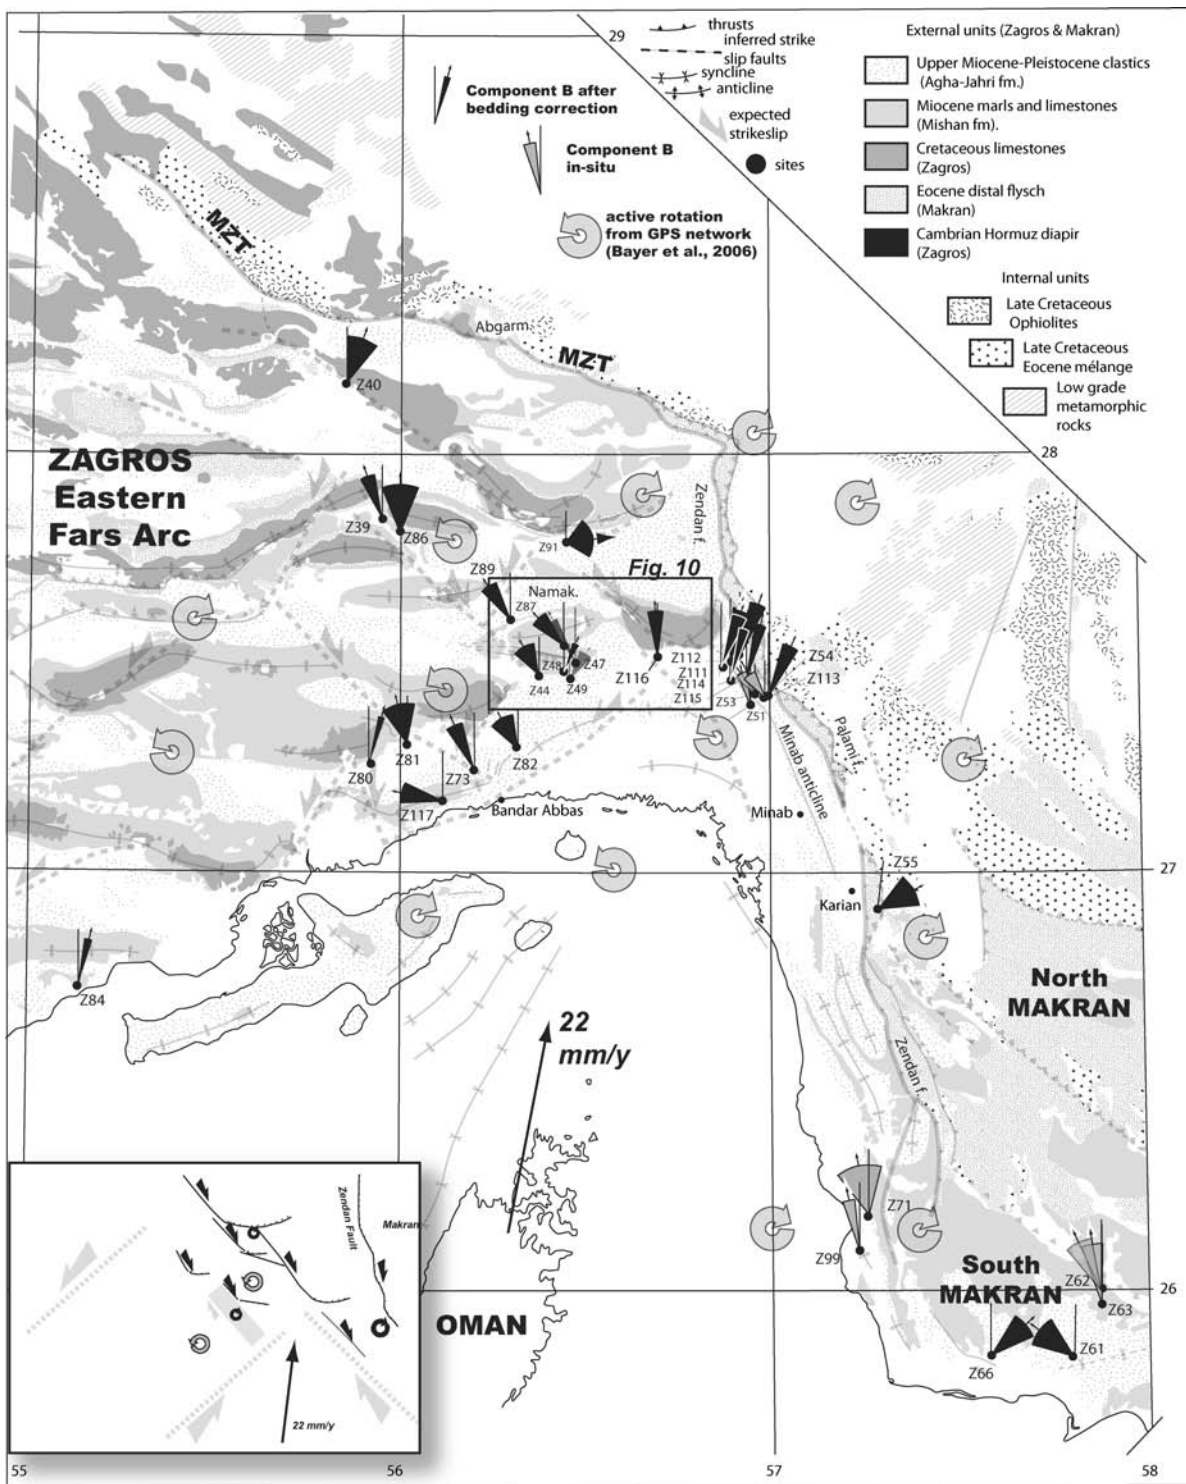 29
thrusts
inferred strike
slip faults
syncline
anticline
expected
strikeslip
sites
Component B after
bedding correction
Component B
in-situ
active rotation
from GPS network
(Bayer et al., 2006)
External units (Zagros & Makran)
Upper Miocene-Pleistocene clastics
(Agha-Jahri fm.)
Miocene marls and limestones
(Mishan fm).
Cretaceous limestones
(Zagros)
Eocene distal flysch
(Makran)
Cambrian Hormuz diapir
(Zagros)
Internal units
Late Cretaceous
Ophiolites
Late Cretaceous
Eocene mélange
Low grade
metamorphic
rocks
MZT
Abgarm
MZT
Z40
28
ZAGROS
Eastern
Fars Arc
Zendan f.
Z39
Z86
Z91
Fig. 10
Z89
Namak.
Z87
Z48
Z47
Z44
Z49
Z116
Z112
Z111
Z114
Z115
Z53
Z51
Z54
Z113
Palami f.
Minab anticline
Z80
Z81
Z73
Z82
Z117
Bandar Abbas
Minab
27
Z55
Karian
Z84
North
MAKRAN
22
mm/y
Zendan f.
Zendan Fault
Makran
22 mm/y
Z71
Z99
South
MAKRAN
Z62
Z63
26
OMAN
Z66
Z61
55
56
57
58